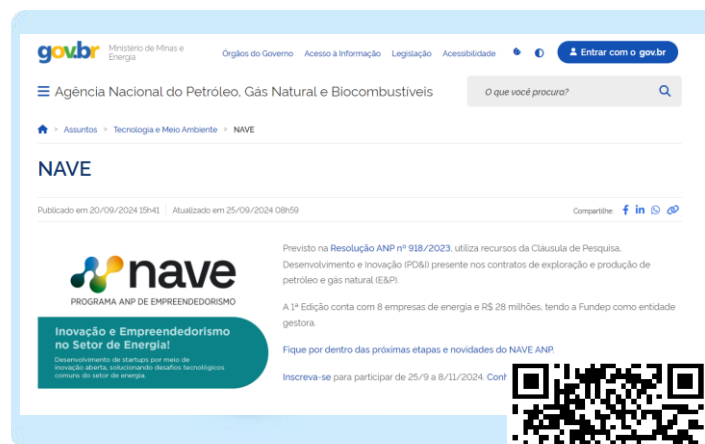 gov.br Ministério de Minas e Energia Órgãos do Governo Acesso à Informação Legislação Acessibilidade Entrar com o gov.br
Agência Nacional do Petróleo, Gás Natural e Biocombustíveis O que você procura?
> Assuntos > Tecnologia e Meio Ambiente > NAVE
NAVE
Publicado em 20/09/2024 15h41 Atualizado em 25/09/2024 08h59 Compartilhe:
nave
PROGRAMA ANP DE EMPREENDEDORISMO
Inovação e Empreendedorismo
no Setor de Energia!
Desenvolvimento de startups por meio de
inovação aberta, solucionando desafios tecnológicos
comuns do setor de energia.
Previsto na Resolução ANP nº 918/2023, utiliza recursos da Cláusula de Pesquisa,
Desenvolvimento e Inovação (PD&I) presente nos contratos de exploração e produção de
petróleo e gás natural (E&P).
A 1ª Edição conta com 8 empresas de energia e R$ 28 milhões, tendo a Fundep como entidade
gestora.
Fique por dentro das próximas etapas e novidades do NAVE ANP.
Inscreva-se para participar de 25/9 a 8/11/2024.